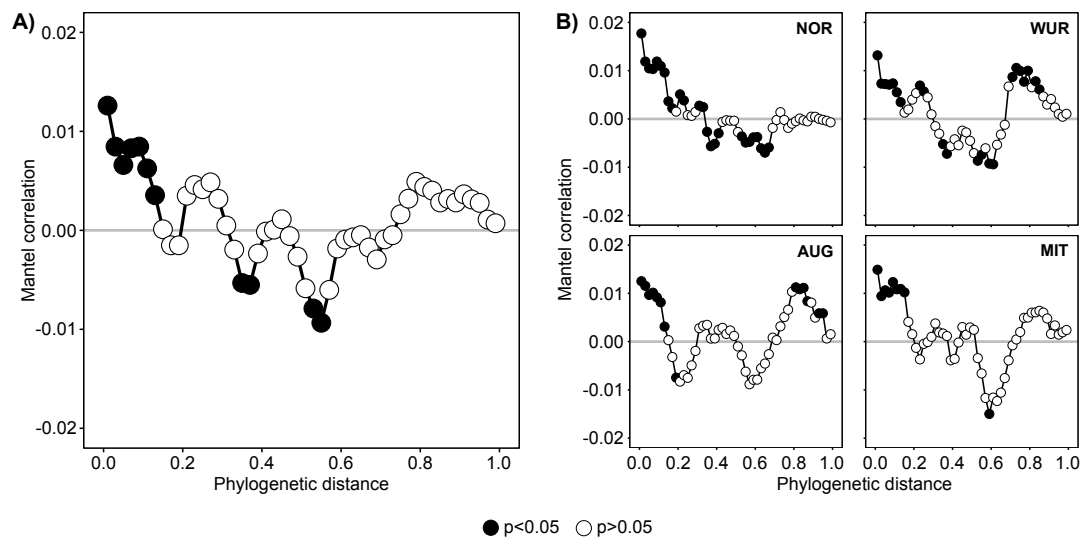 A)
0.02
0.01
0.00
-0.01
-0.02
Mantel correlation
0.0 0.2 0.4 0.6 0.8 1.0
Phylogenetic distance
B)
NOR
WUR
0.02
0.01
0.00
-0.01
-0.02
AUG
MIT
0.02
0.01
0.00
-0.01
-0.02
Mantel correlation
0.0 0.2 0.4 0.6 0.8 1.0 0.0 0.2 0.4 0.6 0.8 1.0
Phylogenetic distance
p<0.05 p>0.05